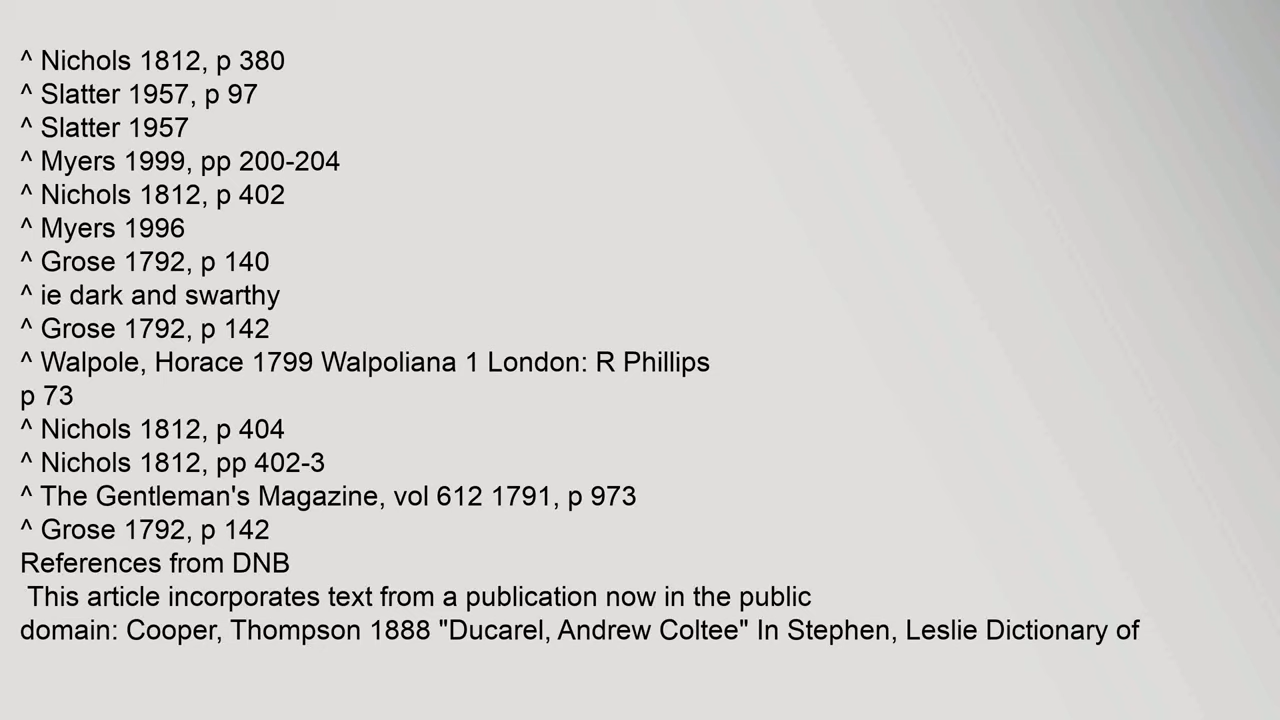 ^ Nichols 1812, p 380
^ Slatter 1957, p 97
^ Slatter 1957
^ Myers 1999, pp 200-204
^ Nichols 1812, p 402
^ Myers 1996
^ Grose 1792, p 140
^ ie dark and swarthy
^ Grose 1792, p 142
^ Walpole, Horace 1799 Walpoliana 1 London: R Phillips
p 73
^ Nichols 1812, p 404
^ Nichols 1812, pp 402-3
^ The Gentleman's Magazine, vol 612 1791, p 973
^ Grose 1792, p 142
References from DNB
This article incorporates text from a publication now in the public
domain: Cooper, Thompson 1888 "Ducarel, Andrew Coltee" In Stephen, Leslie Dictionary of